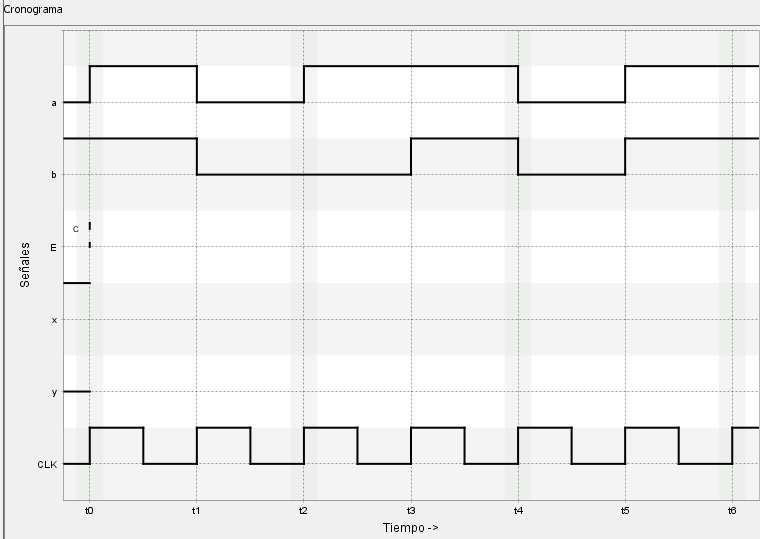 Cronograma
a
b
C
E
x
y
CLK
Señales
t0 t1 t2 t3 t4 t5 t6
Tiempo ->